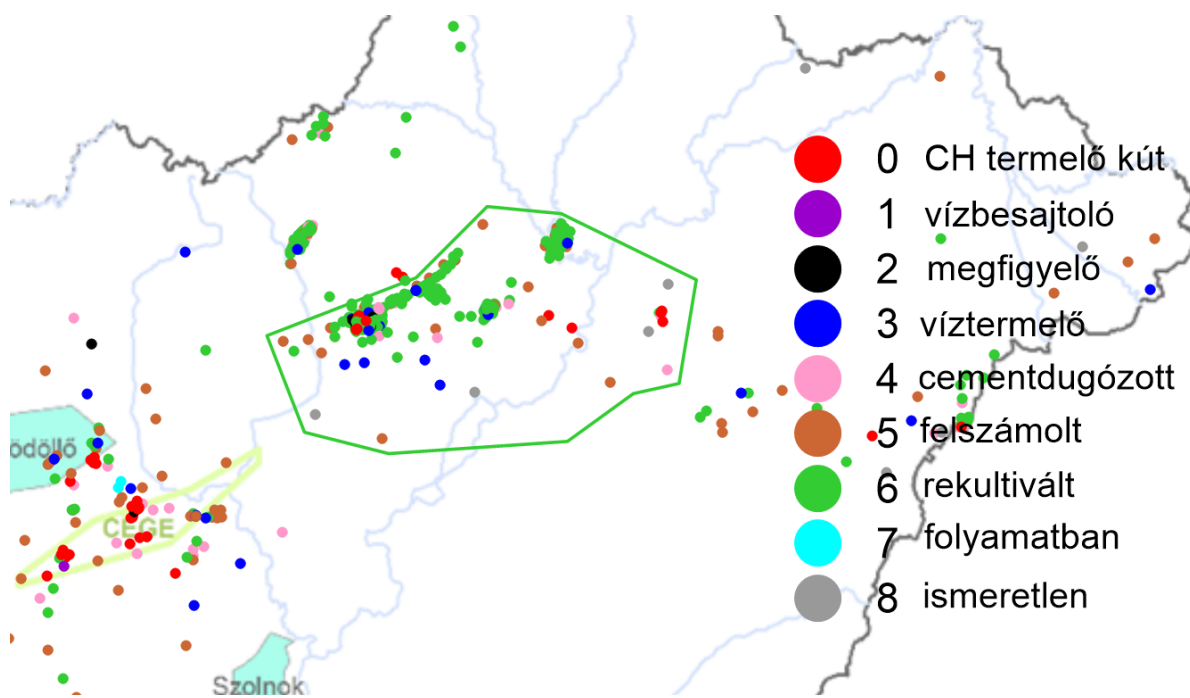 0 CH termelő kút
1 vízbesajtoló
2 megfigyelő
3 víztermelő
4 cementdugózott
ödöllő
5 felszámolt
6 rekultivált
CEGE
7 folyamatban
8 ismeretlen
Szolnok